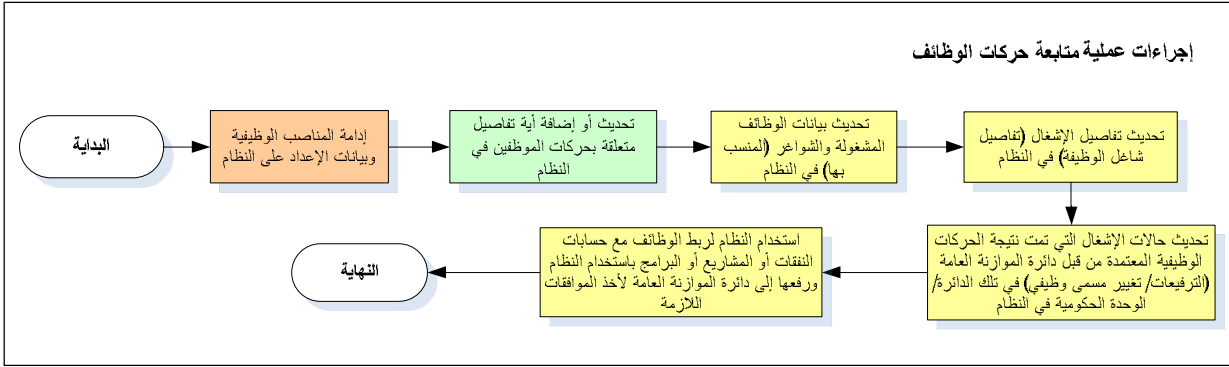 إجراءات عملية متابعة حركات الوظائف
البداية
إدامة المناصب الوظيفية
وبيانات الإعداد على النظام
تحديث أو إضافة أية تفاصيل
متعلقة بحركات الموظفين في
النظام
تحديث بيانات الوظائف
المشغولة والشواغر (المنسب
بها) في النظام
تحديث تفاصيل الإشغال (تفاصيل
شاغل الوظيفة) في النظام
تحديث حالات الإشغال التي تمت نتيجة الحركات
الوظيفية المعتمدة من قبل دائرة الموازنة العامة
(الترفيعات/ تغيير مسمى وظيفي) في تلك الدائرة/
الوحدة الحكومية في النظام
استخدام النظام لربط الوظائف مع حسابات
النفقات أو المشاريع أو البرامج باستخدام النظام
ورفعها إلى دائرة الموازنة العامة لأخذ الموافقات
اللازمة
النهاية